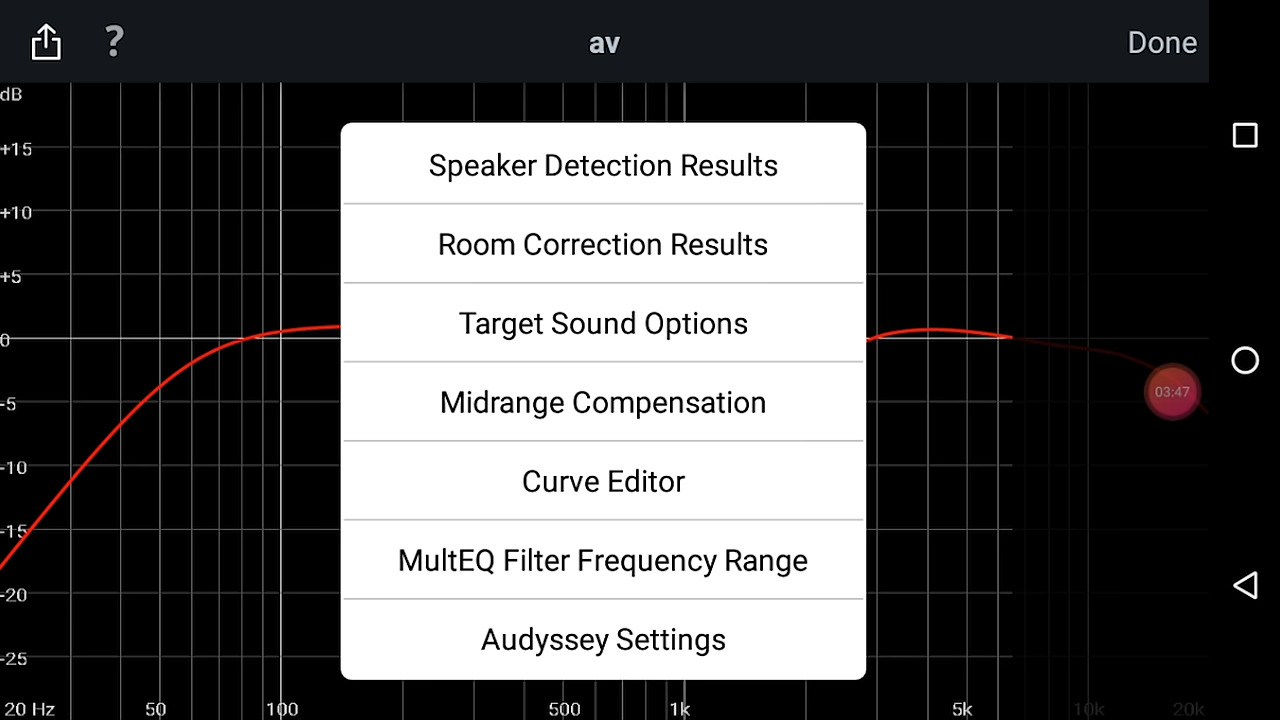 ? av Done
dB
+15
+10
+5
0
-5
-10
-15
-20
-25
Speaker Detection Results
Room Correction Results
Target Sound Options
Midrange Compensation
Curve Editor
MultEQ Filter Frequency Range
Audyssey Settings
03:47
20 Hz 50 100 500 1k 5k 10k 20k